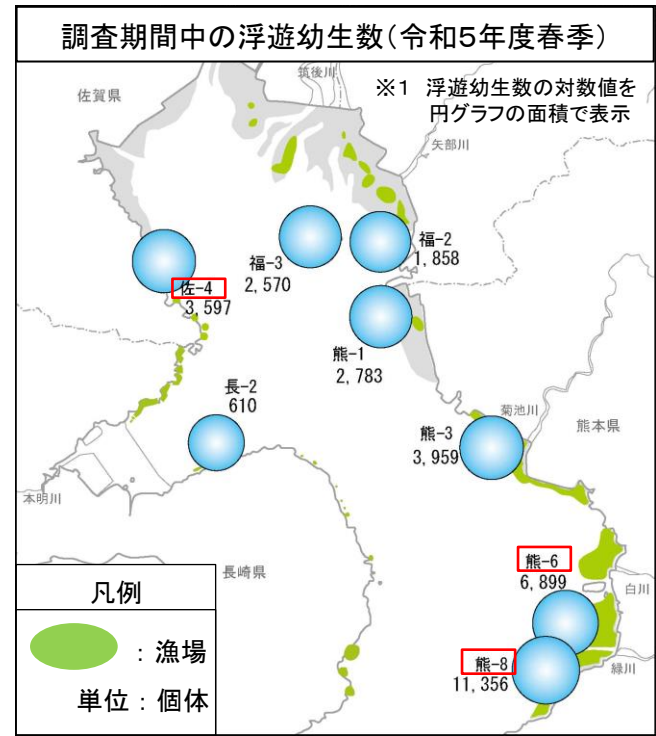 調査期間中の浮遊幼生数(令和5年度春季)
筑後川
※1 浮遊幼生数の対数値を
円グラフの面積で表示
佐賀県
矢部川
福-2
1,858
福-3
2,570
佐-4
3,597
熊-1
2,783
長-2
610
菊池川
熊本県
熊-3
3,959
本明川
熊-6
6,899
長崎県
白川
凡例
：漁場
熊-8
11,356
緑川
単位：個体